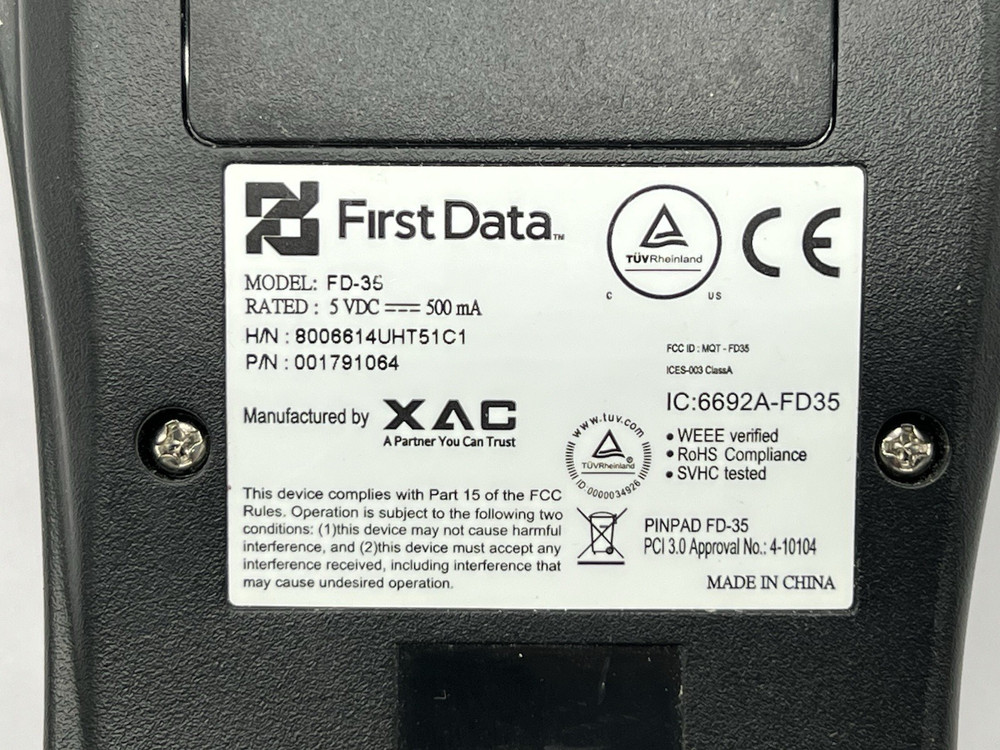 First Data™
TÜVRheinland
C US
CE
MODEL: FD-35
RATED : 5 VDC ⎓ 500 mA
H/N : 8006614UHT51C1
P/N : 001791064
FCC ID : MQT - FD35
ICES-003 ClassA
IC:6692A-FD35
Manufactured by XAC
A Partner You Can Trust
www.tuv.com
TÜVRheinland®
ID:0000034926
• WEEE verified
• RoHS Compliance
• SVHC tested
This device complies with Part 15 of the FCC
Rules. Operation is subject to the following two
conditions: (1)this device may not cause harmful
interference, and (2)this device must accept any
interference received, including interference that
may cause undesired operation.
PINPAD FD-35
PCI 3.0 Approval No.: 4-10104
MADE IN CHINA